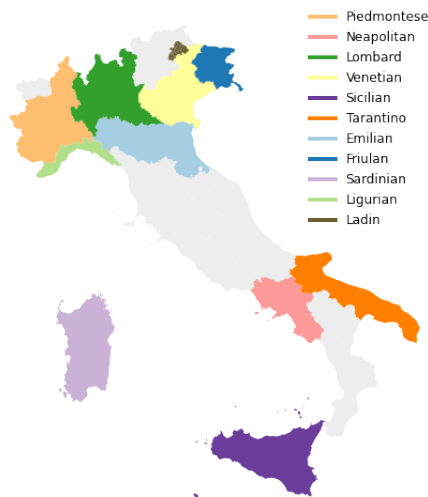 Piedmontese
Neapolitan
Lombard
Venetian
Sicilian
Tarantino
Emilian
Friulan
Sardinian
Ligurian
Ladin